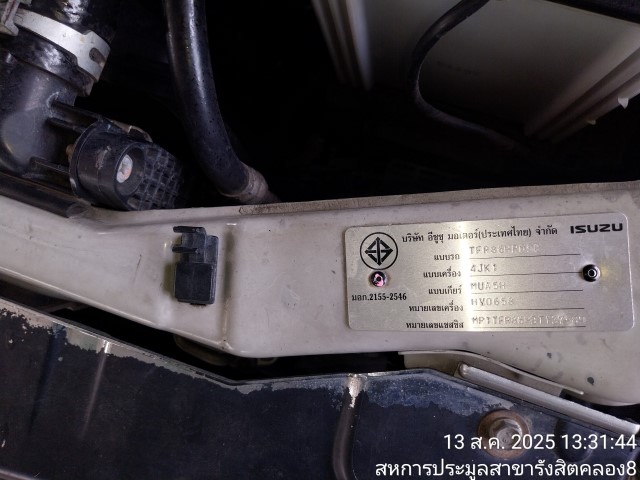 บริษัท อีซูซุ มอเตอร์(ประเทศไทย) จำกัด ISUZU
แบบรถ
แบบเครื่อง 4JK1
แบบเกียร์ MUA5H
มอก.2155-2546
หมายเลขเครื่อง HV0658
หมายเลขแชสซิส
13 ส.ค. 2025 13:31:44
สหการประมูลสาขารังสิตคลอง8